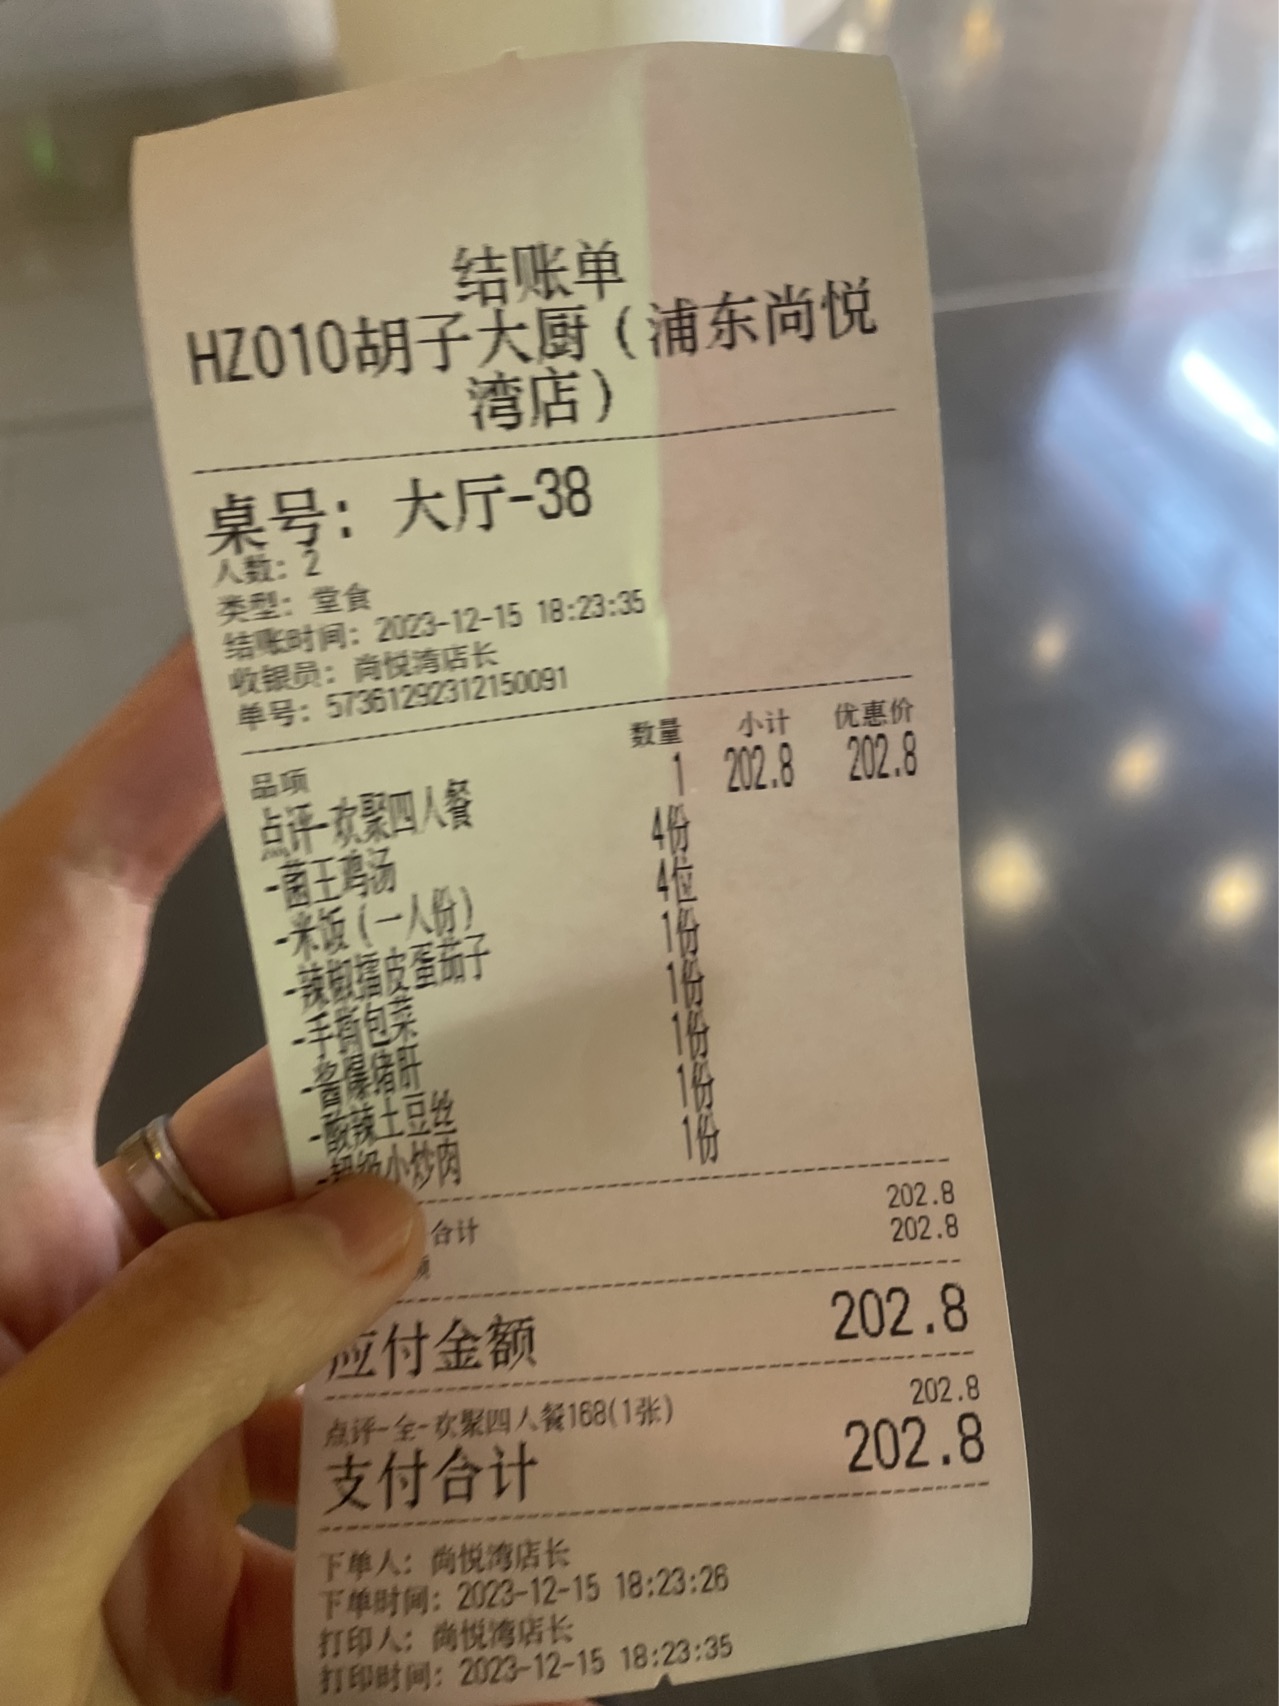 结账单
HZ010胡子大厨（浦东尚悦
湾店）
桌号：大厅-38
人数：2
类型：堂食
结账时间：2023-12-15 18:23:35
收银员：尚悦湾店长
单号：57361292312150091
品项 数量 小计 优惠价
点评-欢聚四人餐 1 202.8 202.8
-菌王鸡汤 4份
-米饭（一人份） 4位
-辣椒擂皮蛋茄子 1份
-手撕包菜 1份
-酱爆猪肝 1份
-酸辣土豆丝 1份
小炒肉 1份
合计 202.8
额 202.8
应付金额 202.8
点评-全-欢聚四人餐168(1张) 202.8
支付合计 202.8
下单人：尚悦湾店长
下单时间：2023-12-15 18:23:26
打印人：尚悦湾店长
打印时间：2023-12-15 18:23:35